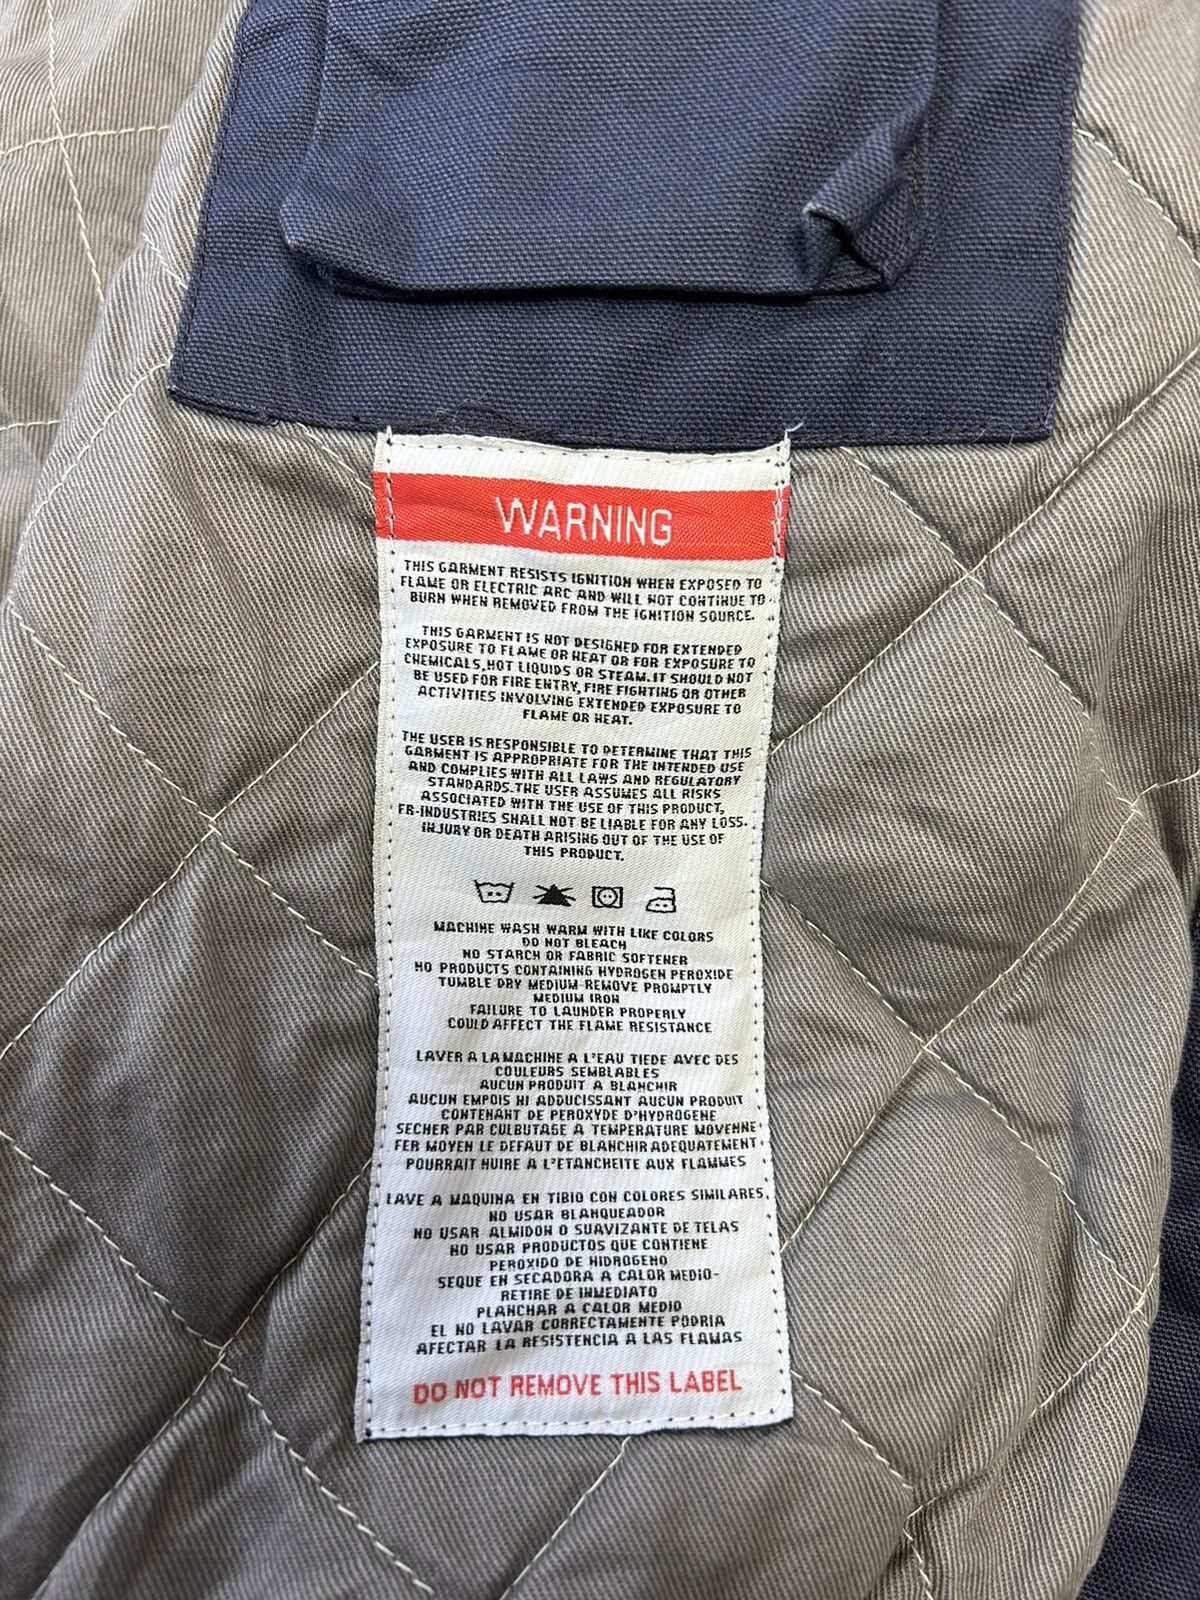 WARNING
THIS GARMENT RESISTS IGNITION WHEN EXPOSED TO
FLAME OR ELECTRIC ARC AND WILL NOT CONTINUE TO
BURN WHEN REMOVED FROM THE IGNITION SOURCE.
THIS GARMENT IS NOT DESIGNED FOR EXTENDED
EXPOSURE TO FLAME OR HEAT OR FOR EXPOSURE TO
CHEMICALS,HOT LIQUIDS OR STEAM.IT SHOULD NOT
BE USED FOR FIRE ENTRY, FIRE FIGHTING OR OTHER
ACTIVITIES INVOLVING EXTENDED EXPOSURE TO
FLAME OR HEAT.
THE USER IS RESPONSIBLE TO DETERMINE THAT THIS
GARMENT IS APPROPRIATE FOR THE INTENDED USE
AND COMPLIES WITH ALL LAWS AND REGULATORY
STANDARDS.THE USER ASSUMES ALL RISKS
ASSOCIATED WITH THE USE OF THIS PRODUCT,
FR-INDUSTRIES SHALL NOT BE LIABLE FOR ANY LOSS.
INJURY OR DEATH ARISING OUT OF THE USE OF
THIS PRODUCT.
MACHINE WASH WARM WITH LIKE COLORS
DO NOT BLEACH
NO STARCH OR FABRIC SOFTENER
NO PRODUCTS CONTAINING HYDROGEN PEROXIDE
TUMBLE DRY MEDIUM-REMOVE PROMPTLY
MEDIUM IRON
FAILURE TO LAUNDER PROPERLY
COULD AFFECT THE FLAME RESISTANCE
LAVER A LA MACHINE A L'EAU TIEDE AVEC DES
COULEURS SEMBLABLES
AUCUN PRODUIT A BLANCHIR
AUCUN EMPOIS NI ADDUCISSANT AUCUN PRODUIT
CONTENANT DE PEROXYDE D'HYDROGENE
SECHER PAR CULBUTAGE A TEMPERATURE MOVENNE
FER MOYEN LE DEFAUT DE BLANCHIR ADEQUATEMENT
POURRAIT NUIRE A L'ETANCHEITE AUX FLAMMES
LAVE A MAQUINA EN TIBIO CON COLORES SIMILARES.
NO USAR BLANQUEADOR
NO USAR ALMIDON O SUAVIZANTE DE TELAS
NO USAR PRODUCTOS QUE CONTIENE
PEROXIDO DE HIDROGENO
SEQUE EN SECADORA A CALOR MEDIO-
RETIRE DE INMEDIATO
PLANCHAR A CALOR MEDIO
EL NO LAVAR CORRECTAMENTE PODRIA
AFECTAR LA RESISTENCIA A LAS FLAMAS
DO NOT REMOVE THIS LABEL